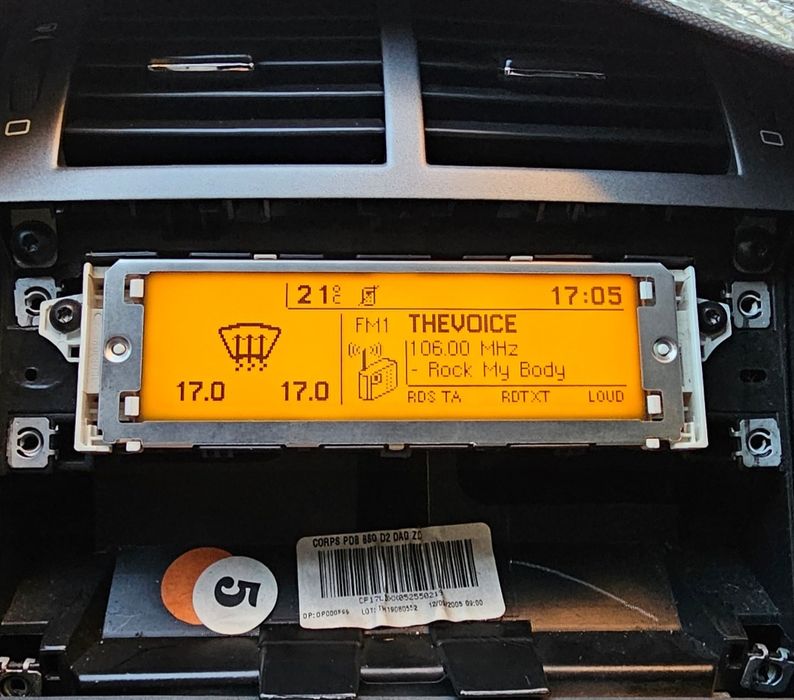 21°C 17:05
FM1 THEVOICE
106.00 MHz
- Rock My Body
17.0 17.0
RDS TA RDTXT LOUD
CORPS PDB 850 D2 DAG
5